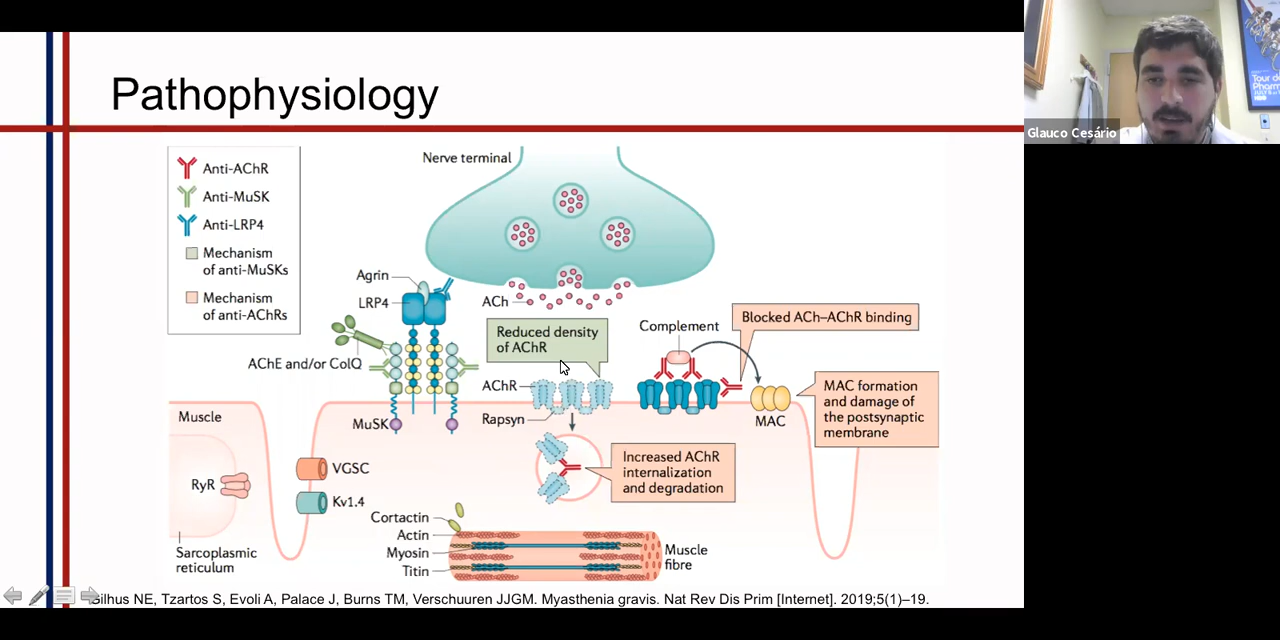 Pathophysiology
Anti-AChR
Anti-MuSK
Anti-LRP4
Mechanism
of anti-MuSKs
Mechanism
of anti-AChRs
Nerve terminal
Agrin
LRP4
ACh
AChE and/or ColQ
Reduced density
of AChR
Complement
Blocked ACh–AChR binding
AChR
Rapsyn
MuSK
MAC
MAC formation
and damage of
the postsynaptic
membrane
Muscle
RyR
VGSC
Kv1.4
Increased AChR
internalization
and degradation
Sarcoplasmic
reticulum
Cortactin
Actin
Myosin
Titin
Muscle
fibre
Gilhus NE, Tzartos S, Evoli A, Palace J, Burns TM, Verschuuren JJGM. Myasthenia gravis. Nat Rev Dis Prim [Internet]. 2019;5(1)–19.
Glauco Cesário
Tour de